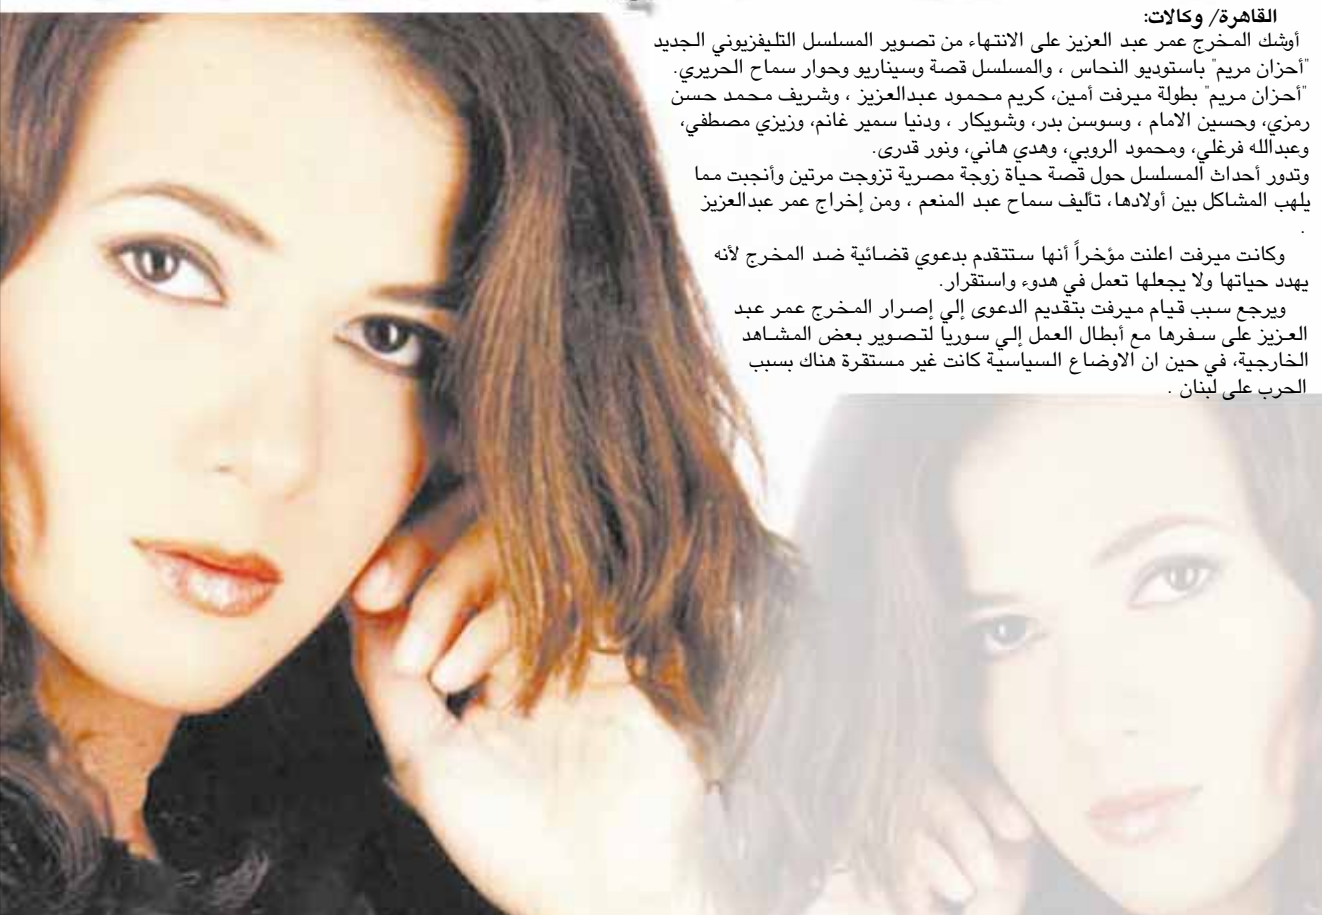 القاهرة/ وكالات:
أوشك المخرج عمر عبد العزيز على الانتهاء من تصوير المسلسل التليفزيوني الجديد
"أحزان مريم" باستوديو النحاس ، والمسلسل قصة وسيناريو وحوار سماح الحريري.
"أحزان مريم" بطولة ميرفت أمين، كريم محمود عبدالعزيز ، وشريف محمد حسن
رمزي، وحسين الامام ، وسوسن بدر، وشويكار ، ودنيا سمير غانم، وزيزي مصطفي،
وعبدالله فرغلي، ومحمود الروبي، وهدي هاني، ونور قدرى.
وتدور أحداث المسلسل حول قصة حياة زوجة مصرية تزوجت مرتين وأنجبت مما
يلهب المشاكل بين أولادها، تأليف سماح عبد المنعم ، ومن إخراج عمر عبدالعزيز
.
وكانت ميرفت اعلنت مؤخراً أنها ستتقدم بدعوي قضائية ضد المخرج لأنه
يهدد حياتها ولا يجعلها تعمل في هدوء واستقرار.
ويرجع سبب قيام ميرفت بتقديم الدعوى إلي إصرار المخرج عمر عبد
العزيز على سفرها مع أبطال العمل إلي سوريا لتصوير بعض المشاهد
الخارجية، في حين ان الاوضاع السياسية كانت غير مستقرة هناك بسبب
الحرب على لبنان .